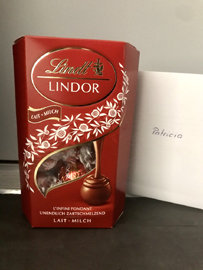 Lindt
LINDOR
LAIT - MILCH
Patricia
L'INFINI FONDANT
UNENDLICH ZARTSCHMELZEND
LAIT - MILCH